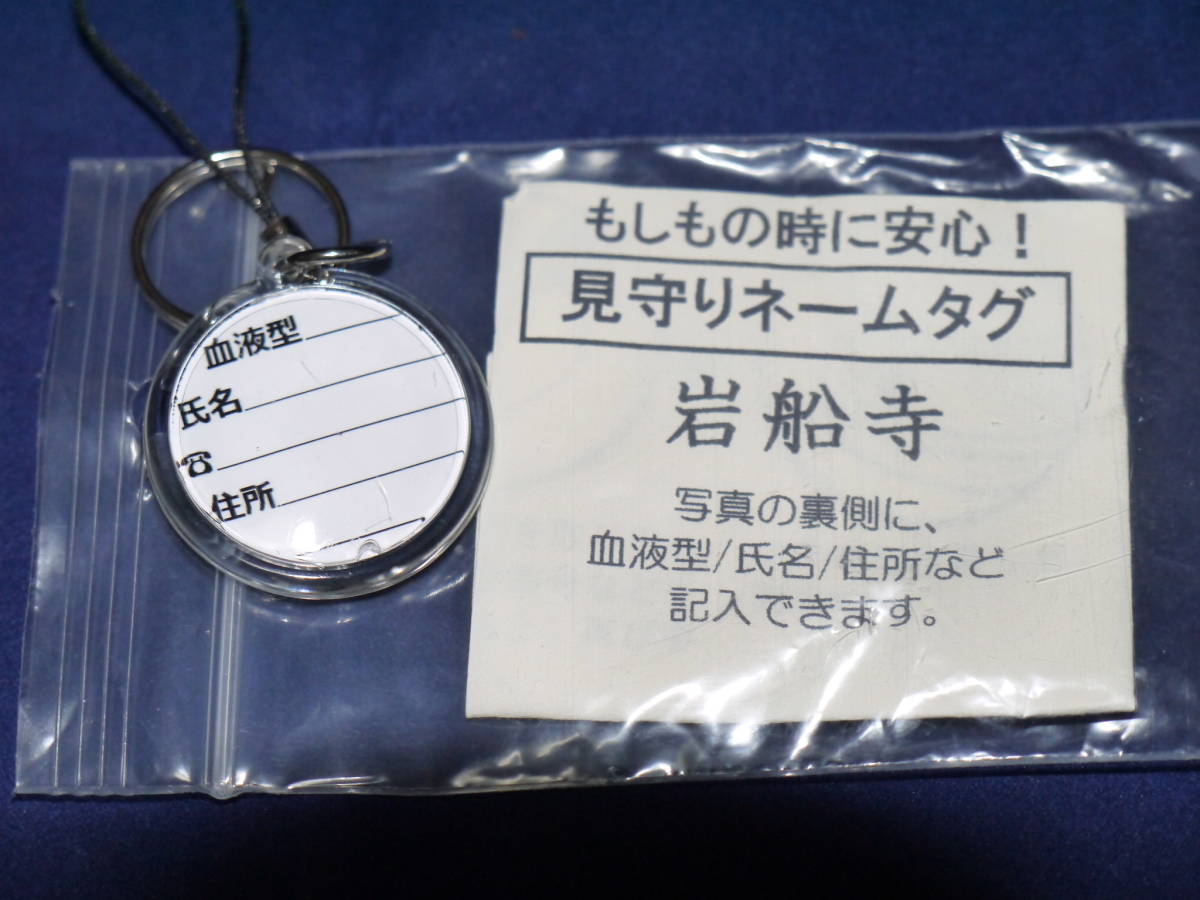 血液型
氏名
☎
住所
もしもの時に安心！
見守りネームタグ
岩船寺
写真の裏側に、
血液型/氏名/住所など
記入できます。